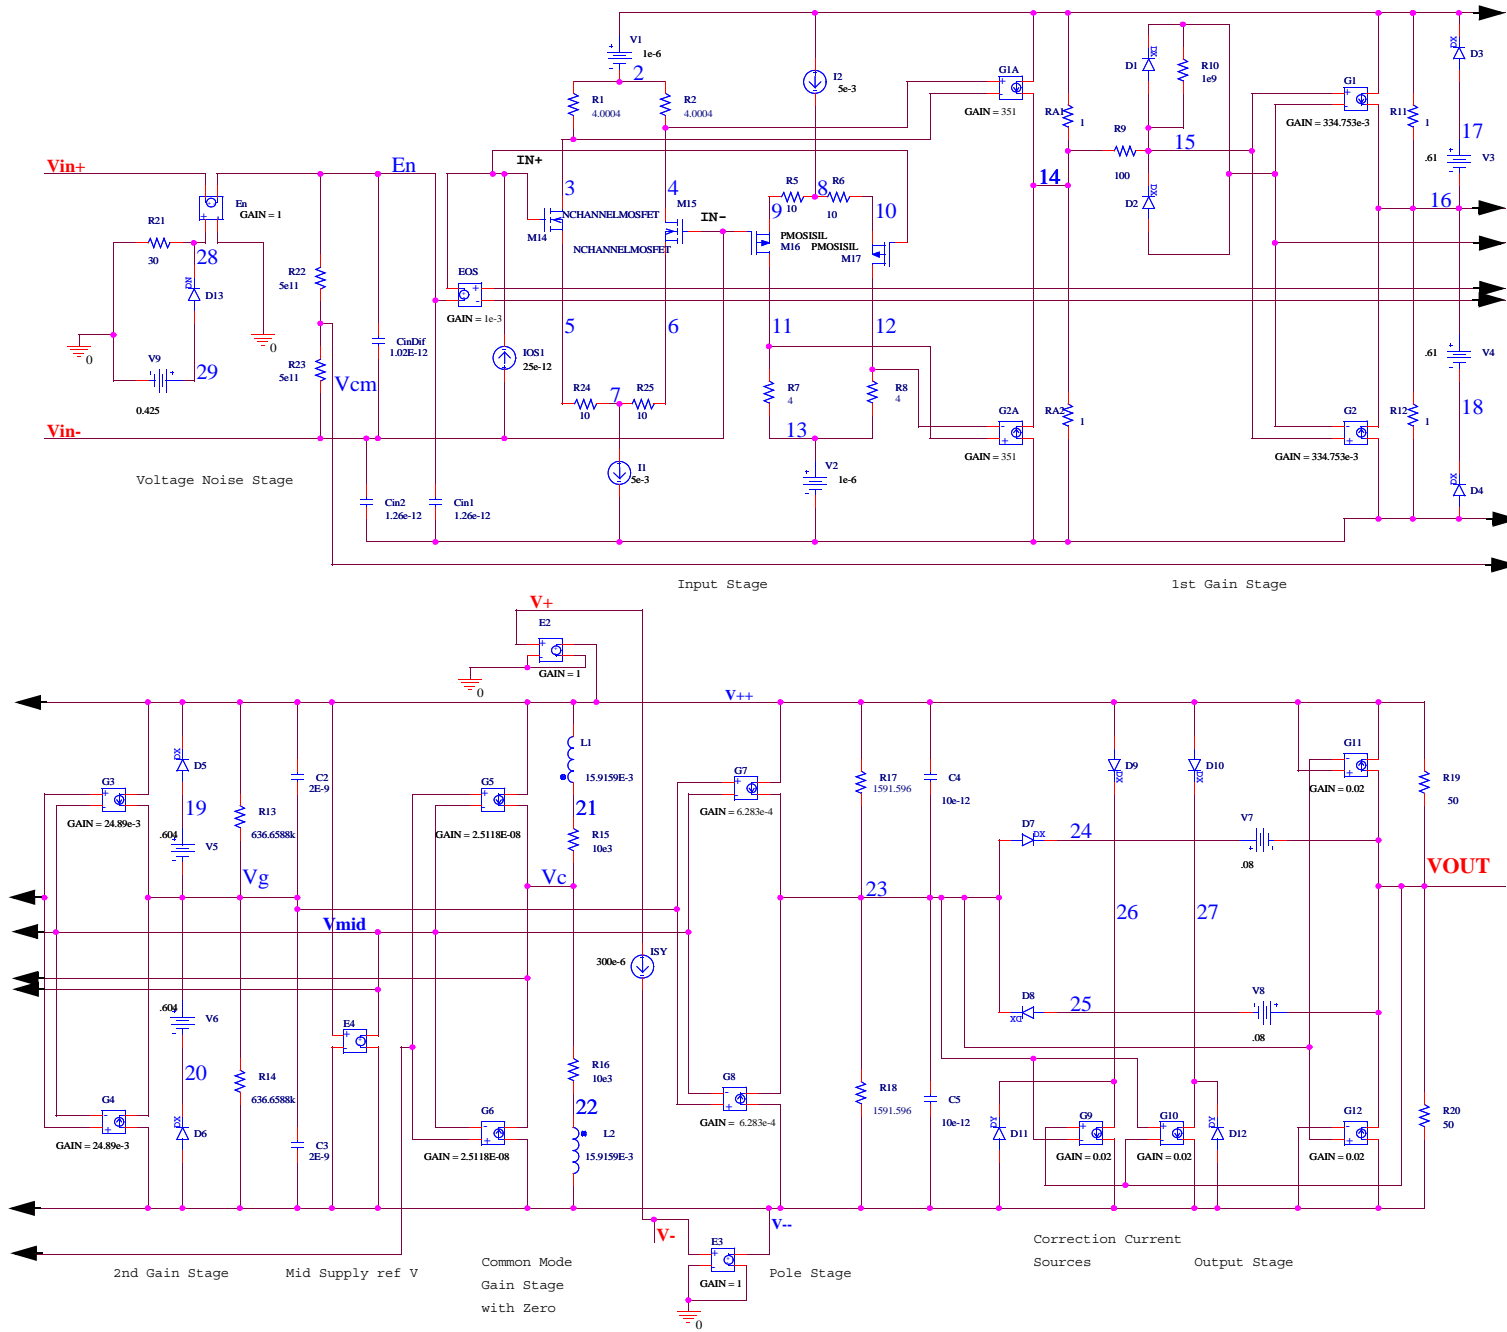 V1
1e-6
2
R1
4.0004
R2
4.0004
I2
5e-3
G1A
GAIN = 351
RA1
1
D1
DX
R10
1e9
G1
GAIN = 334.753e-3
R11
1
DX
D3
17
.61
V3
Vin+
En
GAIN = 1
En
IN+
R21
30
28
DN
D13
V9
29
0.425
0
0
R22
5e11
R23
5e11
Vcm
CinDif
1.02E-12
Vin-
Voltage Noise Stage
3
NCHANNELMOSFET
M14
4
M15
NCHANNELMOSFET
IN-
EOS
GAIN = 1e-3
IOS1
25e-12
5
6
R24
10
7
R25
10
I1
5e-3
R5
10
8
R6
10
9
10
PMOSISIL
M16
PMOSISIL
M17
11
12
R7
4
R8
4
13
V2
1e-6
14
R9
100
15
DX
D2
16
G2A
GAIN = 351
RA2
1
G2
GAIN = 334.753e-3
R12
1
.61
V4
18
DX
D4
Cin2
1.26e-12
Cin1
1.26e-12
Input Stage
1st Gain Stage
V+
E2
GAIN = 1
0
V++
G3
GAIN = 24.89e-3
DX
D5
19
.604
V5
R13
636.6588k
C2
2E-9
Vg
G5
GAIN = 2.5118E-08
L1
15.9159E-3
21
R15
10e3
Vc
Vmid
G7
GAIN = 6.283e-4
R17
1591.596
C4
10e-12
23
D7
DX
24
V7
.08
D9
DX
D10
DX
G11
GAIN = 0.02
R19
50
VOUT
26
27
300e-6
ISY
.604
V6
20
DX
D6
G4
GAIN = 24.89e-3
R14
636.6588k
C3
2E-9
E4
G6
GAIN = 2.5118E-08
R16
10e3
22
L2
15.9159E-3
G8
GAIN = 6.283e-4
R18
1591.596
C5
10e-12
D8
DX
25
V8
.08
DY
D11
G9
GAIN = 0.02
G10
GAIN = 0.02
DY
D12
G12
GAIN = 0.02
R20
50
V-
E3
GAIN = 1
0
V--
2nd Gain Stage
Mid Supply ref V
Common Mode
Gain Stage
with Zero
Pole Stage
Correction Current
Sources
Output Stage